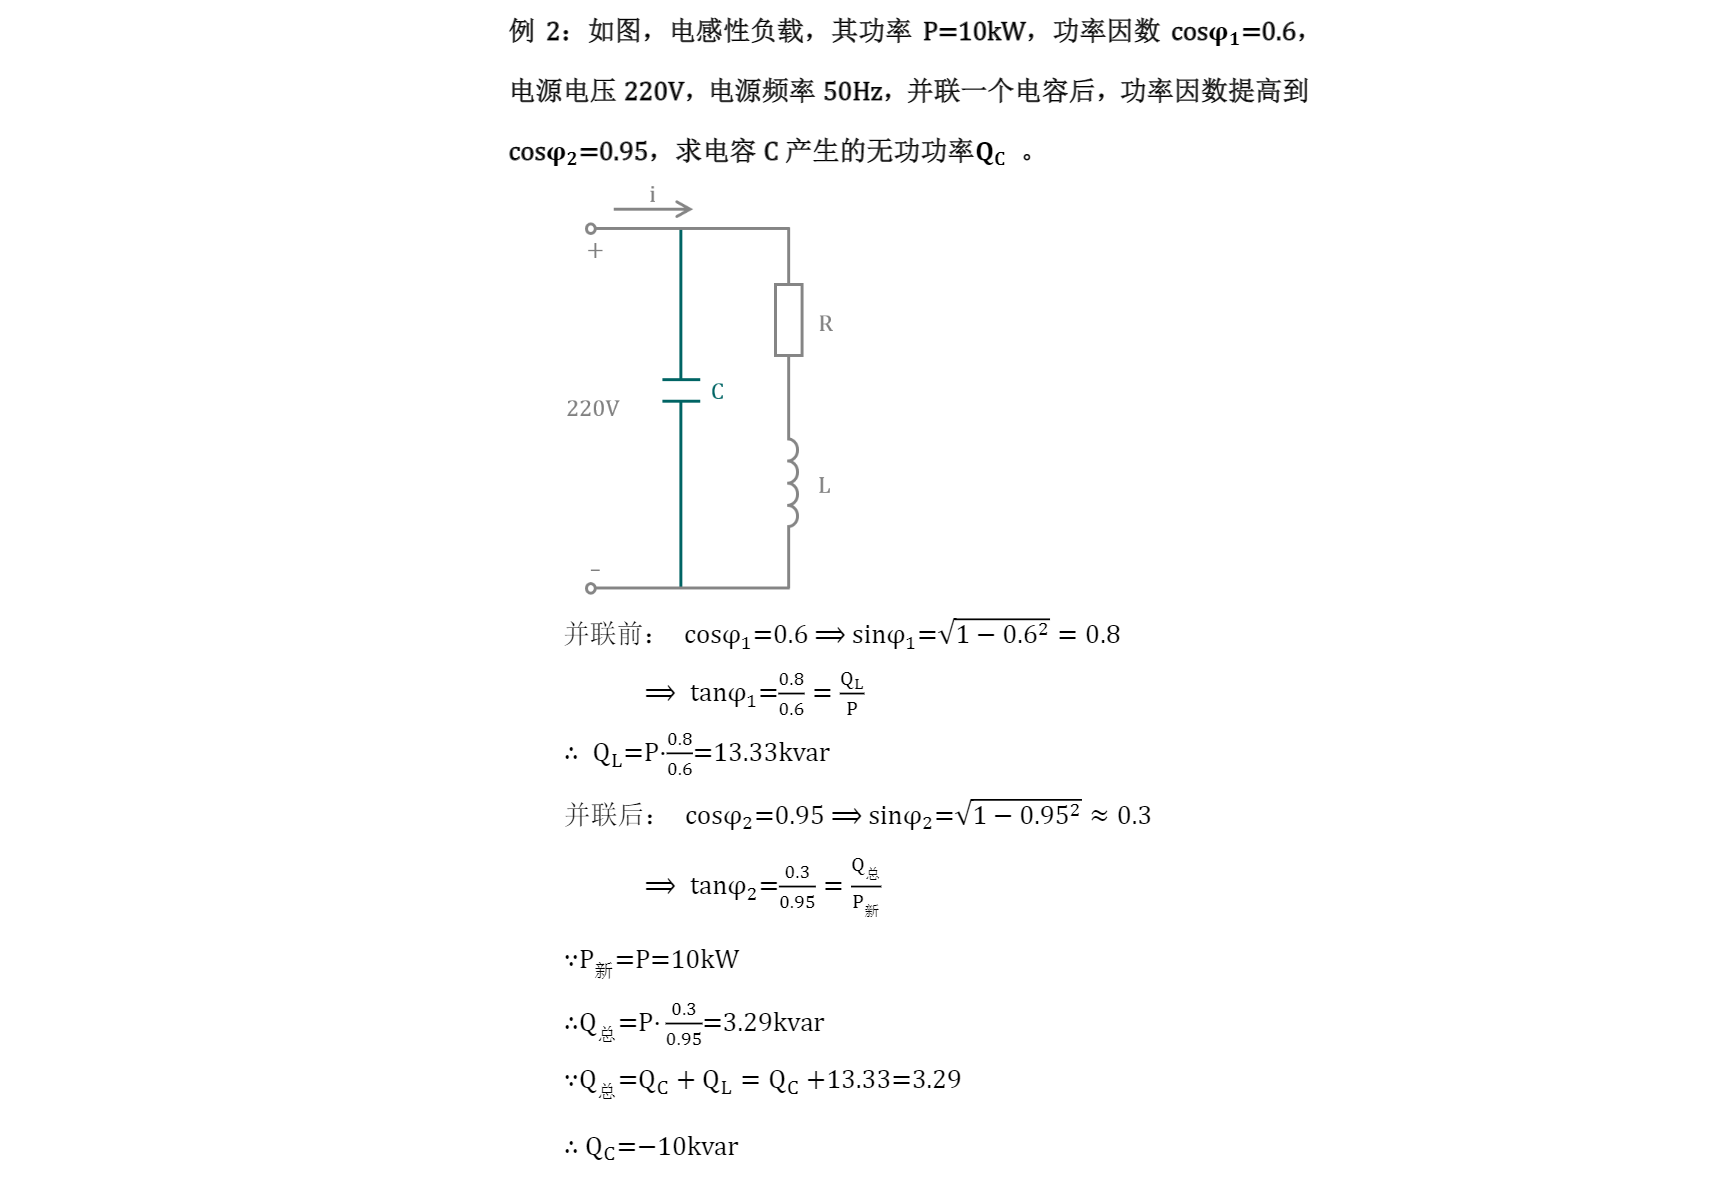 例 2：如图，电感性负载，其功率 P=10kW，功率因数 cosφ₁=0.6，
电源电压 220V，电源频率 50Hz，并联一个电容后，功率因数提高到
cosφ₂=0.95，求电容 C 产生的无功功率Q_C 。
i
+
R
C
220V
L
−
并联前： cosφ₁=0.6 ⟹ sinφ₁=√(1 − 0.6²) = 0.8
⟹ tanφ₁=0.8/0.6 = Q_L/P
∴ Q_L=P·0.8/0.6=13.33kvar
并联后： cosφ₂=0.95 ⟹ sinφ₂=√(1 − 0.95²) ≈ 0.3
⟹ tanφ₂=0.3/0.95 = Q总/P新
∵P新=P=10kW
∴Q总=P·0.3/0.95=3.29kvar
∵Q总=Q_C + Q_L = Q_C +13.33=3.29
∴ Q_C=−10kvar